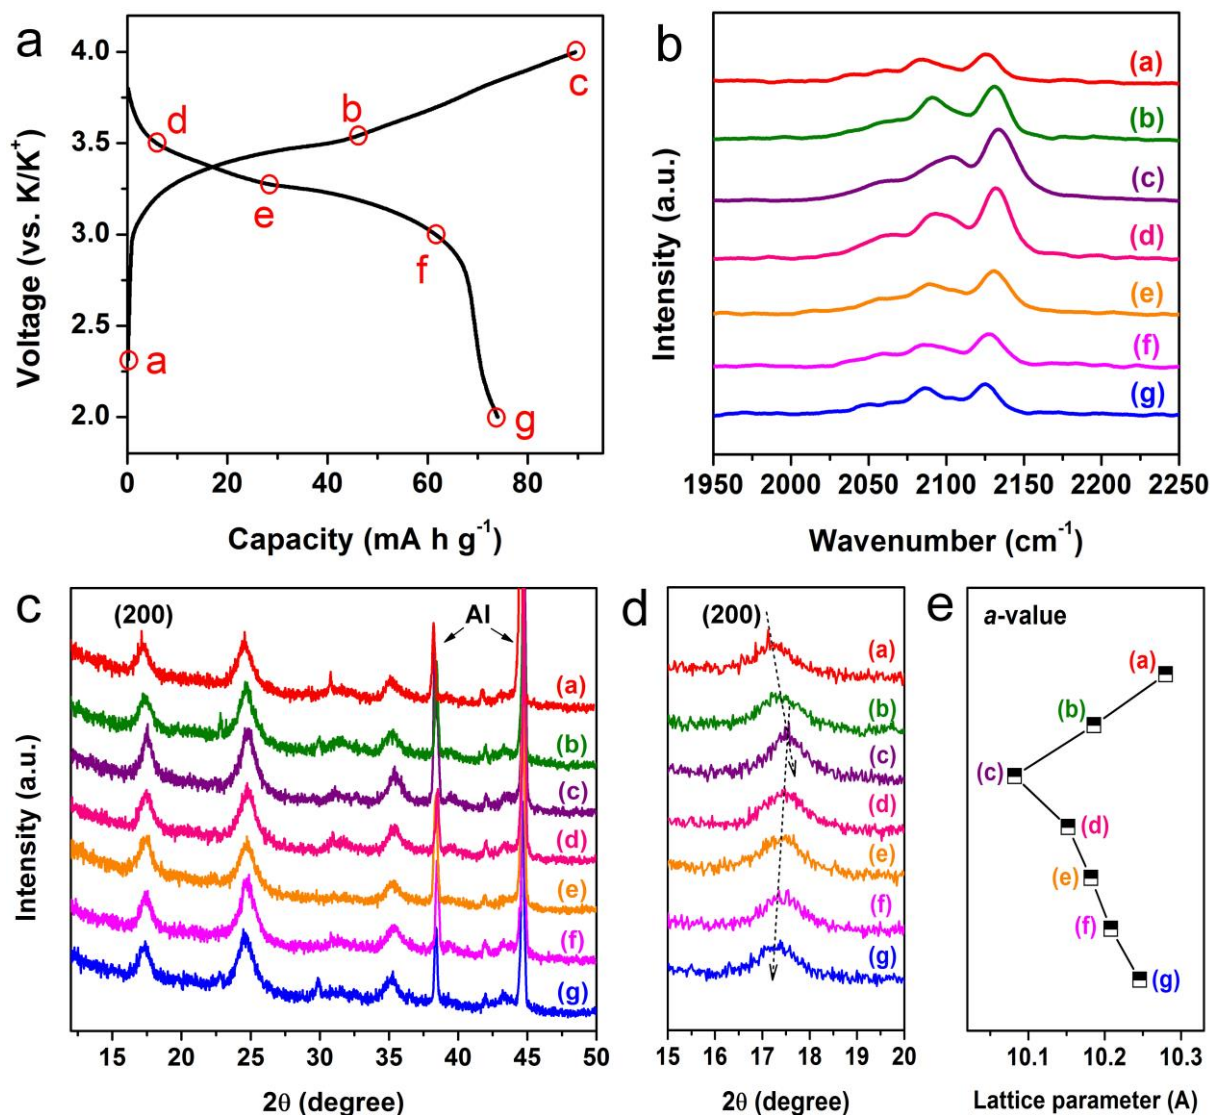 a
4.0
3.5
3.0
2.5
2.0
0 20 40 60 80
Voltage (vs. K/K⁺)
Capacity (mA h g⁻¹)
a
b
c
d
e
f
g
b
(a)
(b)
(c)
(d)
(e)
(f)
(g)
Intensity (a.u.)
1950 2000 2050 2100 2150 2200 2250
Wavenumber (cm⁻¹)
c
(200)
Al
(a)
(b)
(c)
(d)
(e)
(f)
(g)
Intensity (a.u.)
15 20 25 30 35 40 45 50
2θ (degree)
d
(200)
(a)
(b)
(c)
(d)
(e)
(f)
(g)
15 16 17 18 19 20
2θ (degree)
e
a-value
(a)
(b)
(c)
(d)
(e)
(f)
(g)
10.1 10.2 10.3
Lattice parameter (A)